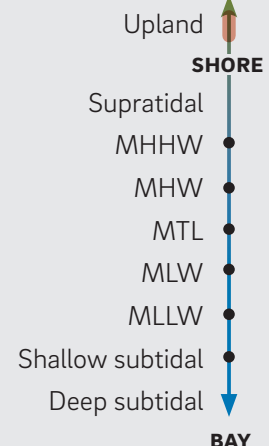 Upland
SHORE
Supratidal
MHHW
MHW
MTL
MLW
MLLW
Shallow subtidal
Deep subtidal
BAY